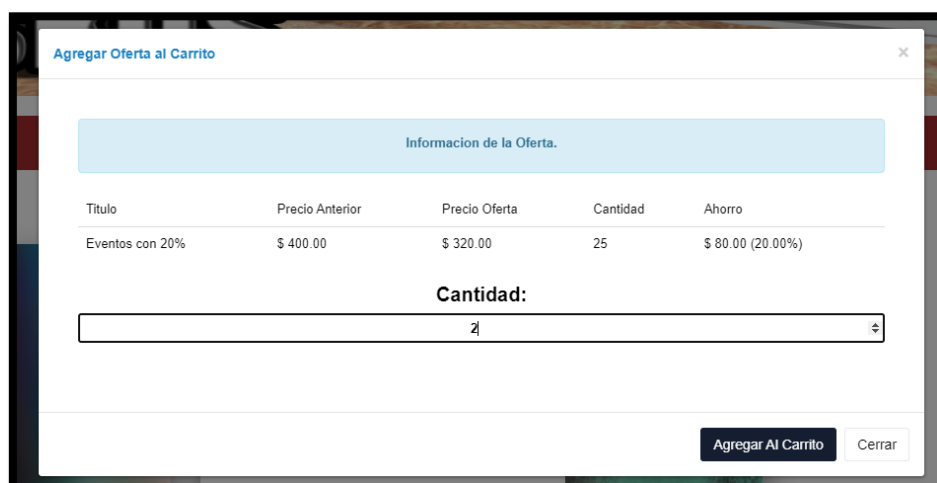 Agregar Oferta al Carrito ×
Informacion de la Oferta.
Titulo Precio Anterior Precio Oferta Cantidad Ahorro
Eventos con 20% $ 400.00 $ 320.00 25 $ 80.00 (20.00%)
Cantidad:
2
Agregar Al Carrito Cerrar